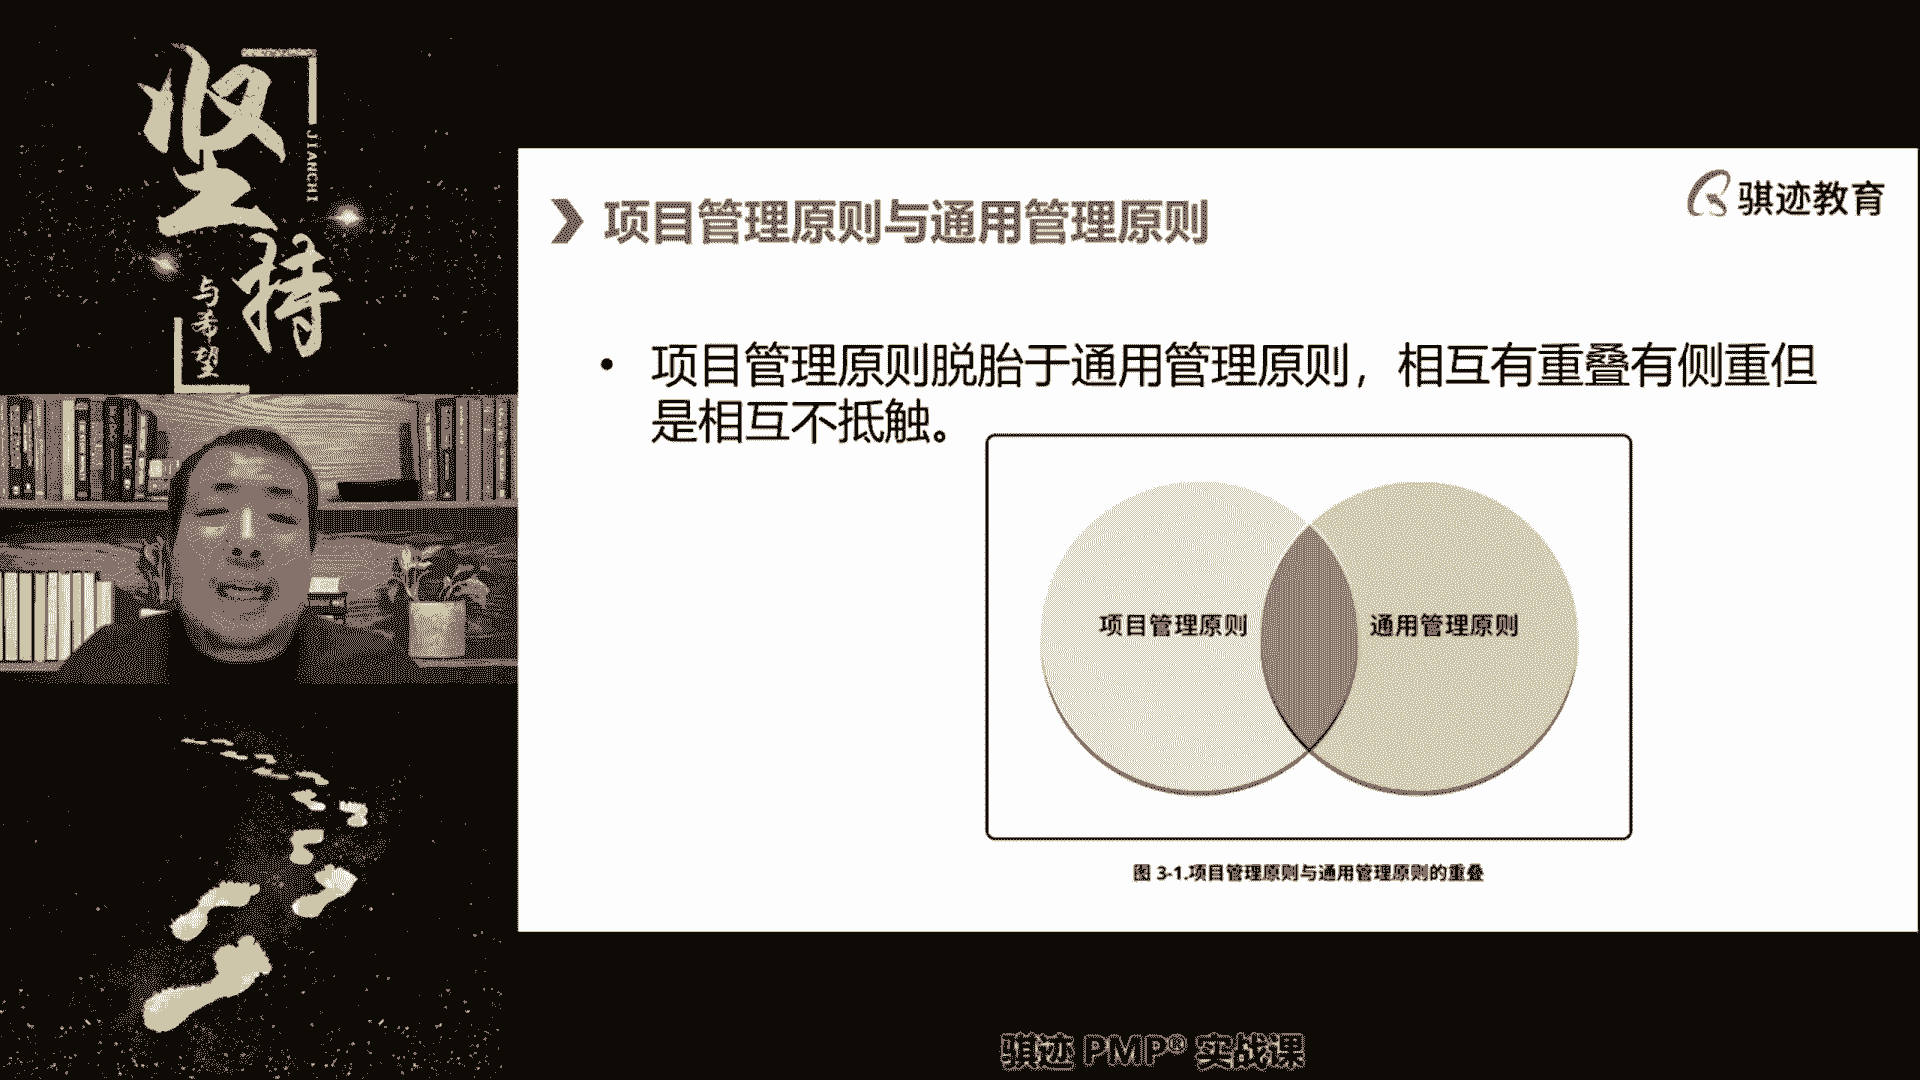 坚
持
JIANCHI
与希望
骐迹教育
项目管理原则与通用管理原则
• 项目管理原则脱胎于通用管理原则，相互有重叠有侧重但
是相互不抵触。
项目管理原则
通用管理原则
图 3-1.项目管理原则与通用管理原则的重叠
骐迹 PMP® 实战课